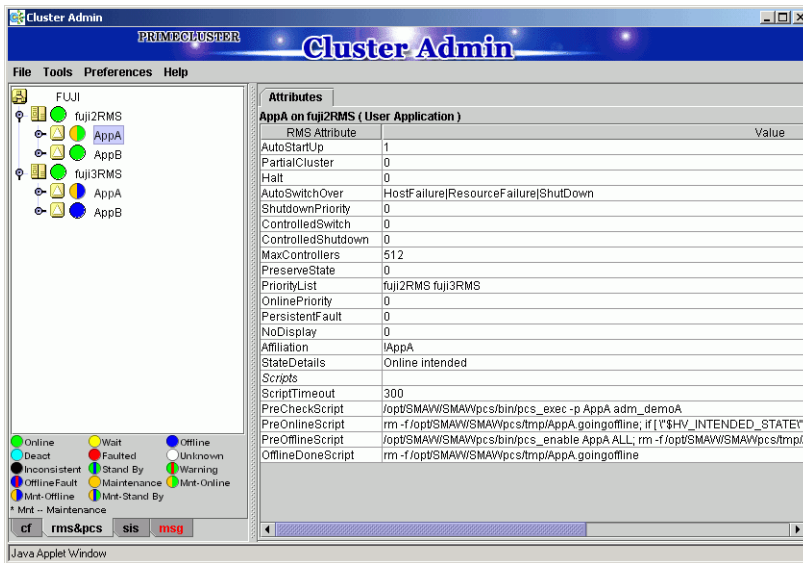 Cluster Admin
PRIMECLUSTER
Cluster Admin
File Tools Preferences Help
FUJI
fuji2RMS
AppA
AppB
fuji3RMS
AppA
AppB
Online Wait Offline
Deact Faulted Unknown
Inconsistent Stand By Warning
OfflineFault Maintenance Mnt-Online
Mnt-Offline Mnt-Stand By
* Mnt -- Maintenance
cf rms&pcs sis msg
Attributes
AppA on fuji2RMS ( User Application )
RMS Attribute Value
AutoStartUp 1
PartialCluster 0
Halt 0
AutoSwitchOver HostFailure|ResourceFailure|ShutDown
ShutdownPriority 0
ControlledSwitch 0
ControlledShutdown 0
MaxControllers 512
PreserveState 0
PriorityList fuji2RMS fuji3RMS
OnlinePriority 0
PersistentFault 0
NoDisplay 0
Affiliation !AppA
StateDetails Online intended
Scripts
ScriptTimeout 300
PreCheckScript /opt/SMAW/SMAWpcs/bin/pcs_exec -p AppA adm_demoA
PreOnlineScript rm -f /opt/SMAW/SMAWpcs/tmp/AppA.goingoffline; if [ \"$HV_INTENDED_STATE\"
PreOfflineScript /opt/SMAW/SMAWpcs/bin/pcs_enable AppA ALL; rm -f /opt/SMAW/SMAWpcs/tmp/
OfflineDoneScript rm -f /opt/SMAW/SMAWpcs/tmp/AppA.goingoffline
Java Applet Window